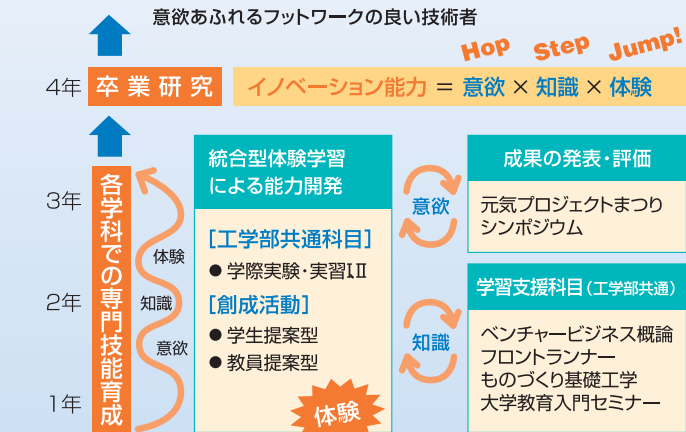 意欲あふれるフットワークの良い技術者
Hop Step Jump!
4年 卒業研究 イノベーション能力 = 意欲 × 知識 × 体験
3年
2年
1年
各学科での専門技能育成
体験
知識
意欲
統合型体験学習
による能力開発
[工学部共通科目]
● 学際実験・実習I.II
[創成活動]
● 学生提案型
● 教員提案型
体験
意欲
知識
成果の発表・評価
元気プロジェクトまつり
シンポジウム
学習支援科目(工学部共通)
ベンチャービジネス概論
フロントランナー
ものづくり基礎工学
大学教育入門セミナー